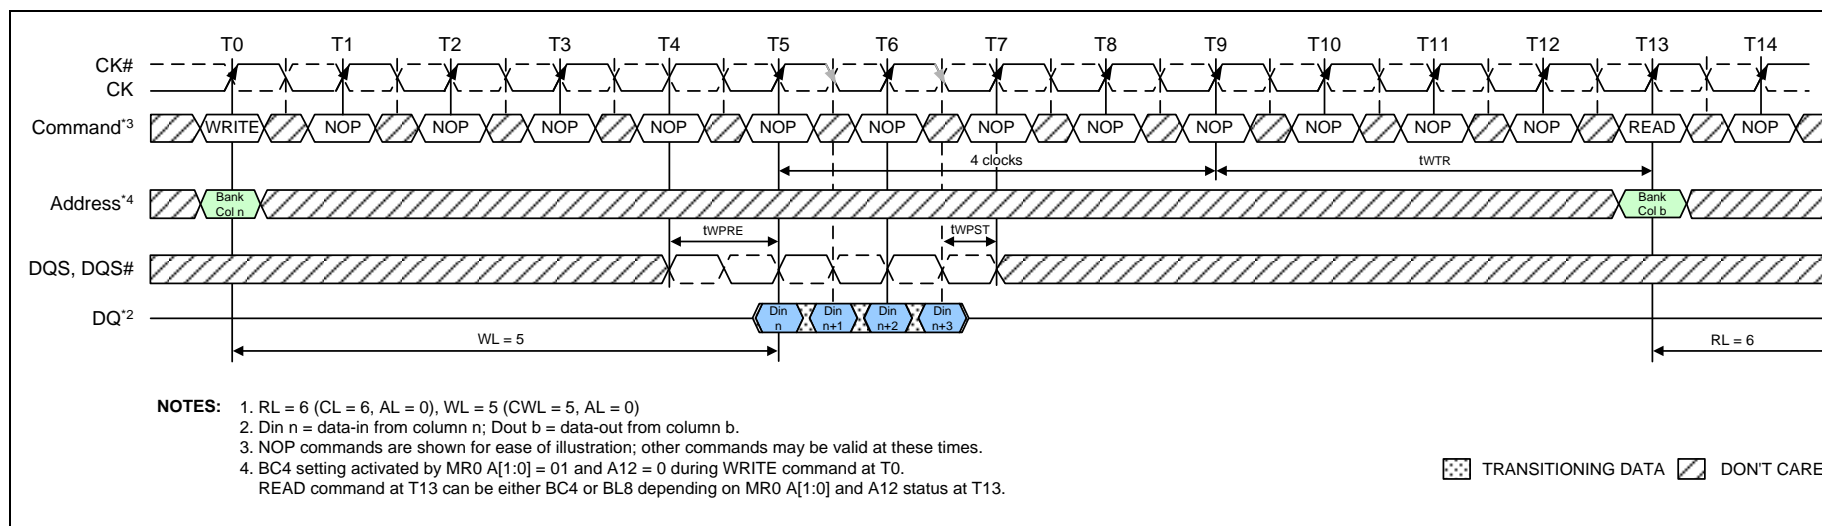 T0 T1 T2 T3 T4 T5 T6 T7 T8 T9 T10 T11 T12 T13 T14
CK#
CK
Command*3 WRITE NOP NOP NOP NOP NOP NOP NOP NOP NOP NOP NOP NOP READ NOP
4 clocks tWTR
Address*4 Bank Col n Bank Col b
tWPRE tWPST
DQS, DQS#
DQ*2 Din n Din n+1 Din n+2 Din n+3
WL = 5 RL = 6
NOTES: 1. RL = 6 (CL = 6, AL = 0), WL = 5 (CWL = 5, AL = 0)
2. Din n = data-in from column n; Dout b = data-out from column b.
3. NOP commands are shown for ease of illustration; other commands may be valid at these times.
4. BC4 setting activated by MR0 A[1:0] = 01 and A12 = 0 during WRITE command at T0.
READ command at T13 can be either BC4 or BL8 depending on MR0 A[1:0] and A12 status at T13.
TRANSITIONING DATA DON'T CARE